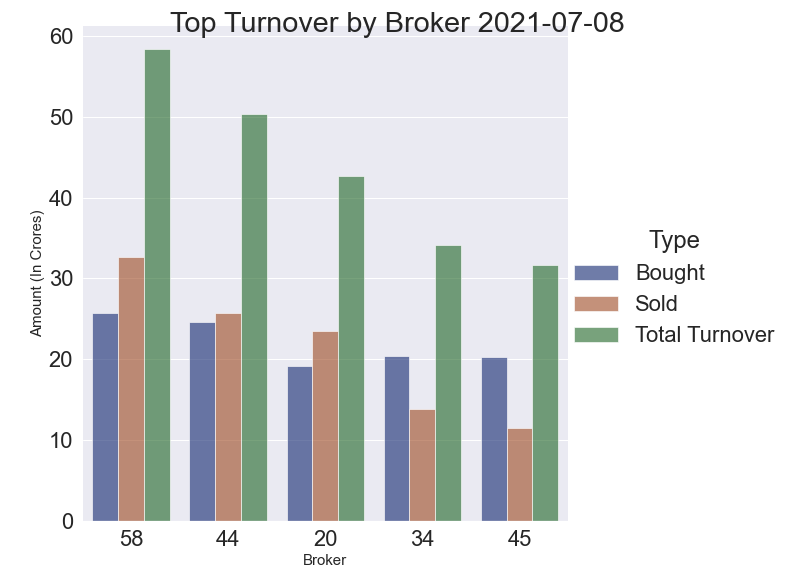 Top Turnover by Broker 2021-07-08
60
50
40
30
20
10
0
Amount (In Crores)
58 44 20 34 45
Broker
Type
Bought
Sold
Total Turnover